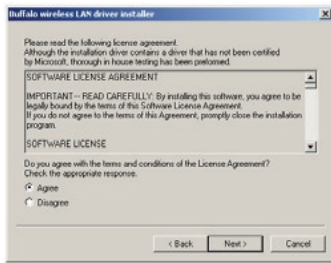 Buffalo wireless LAN driver installer
Please read the following license agreement.
Although the installation driver contains a driver that has not been certified
by Microsoft, thorough in house testing has been preformed.
SOFTWARE LICENSE AGREEMENT
IMPORTANT-- READ CAREFULLY: By installing this software, you agree to be
legally bound by the terms of this Software License Agreement.
If you do not agree to the terms of this Agreement, promptly close the installation
program.
SOFTWARE LICENSE
Do you agree with the terms and conditions of the License Agreement?
Check the appropriate response.
Agree
Disagree
< Back Next > Cancel